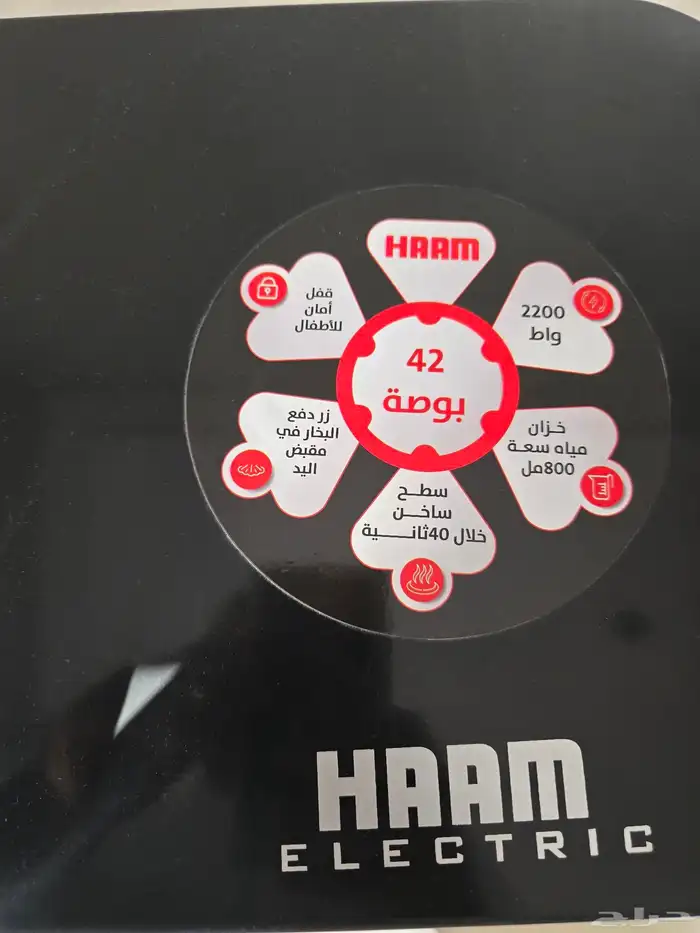 HAAM
2200
واط
خزان
مياه سعة
800مل
سطح
ساخن
خلال 40ثانية
زر دفع
البخار في
مقبض
اليد
قفل
أمان
للأطفال
42
بوصة
HAAM
ELECTRIC
حراج